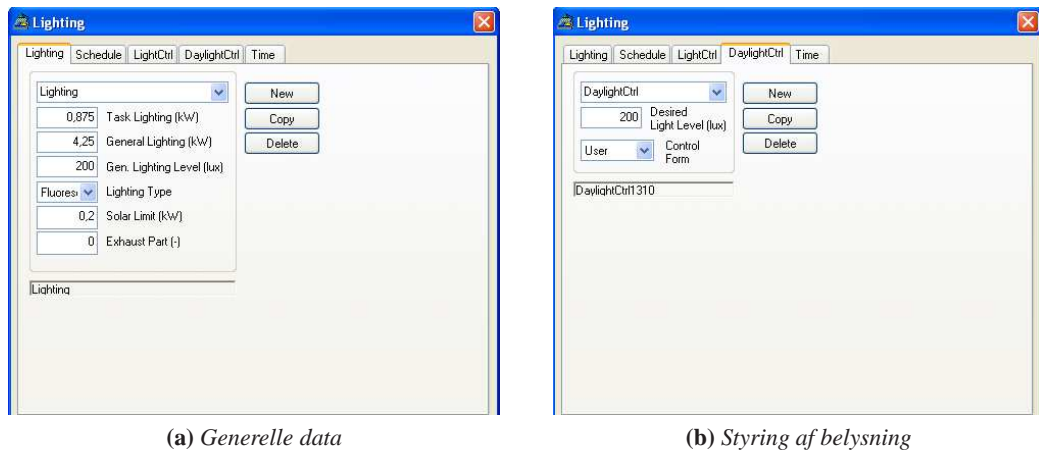 Lighting
Lighting Schedule LightCtrl DaylightCtrl Time
Lighting
New
0,875 Task Lighting (kW)
Copy
4,25 General Lighting (kW)
Delete
200 Gen. Lighting Level (lux)
Fluores Lighting Type
0,2 Solar Limit (kW)
0 Exhaust Part (-)
Lighting
(a) Generelle data
Lighting
Lighting Schedule LightCtrl DaylightCtrl Time
DaylightCtrl
New
200 Desired
Light Level (lux)
Copy
User Control
Form
Delete
DaylightCtrl1310
(b) Styring af belysning